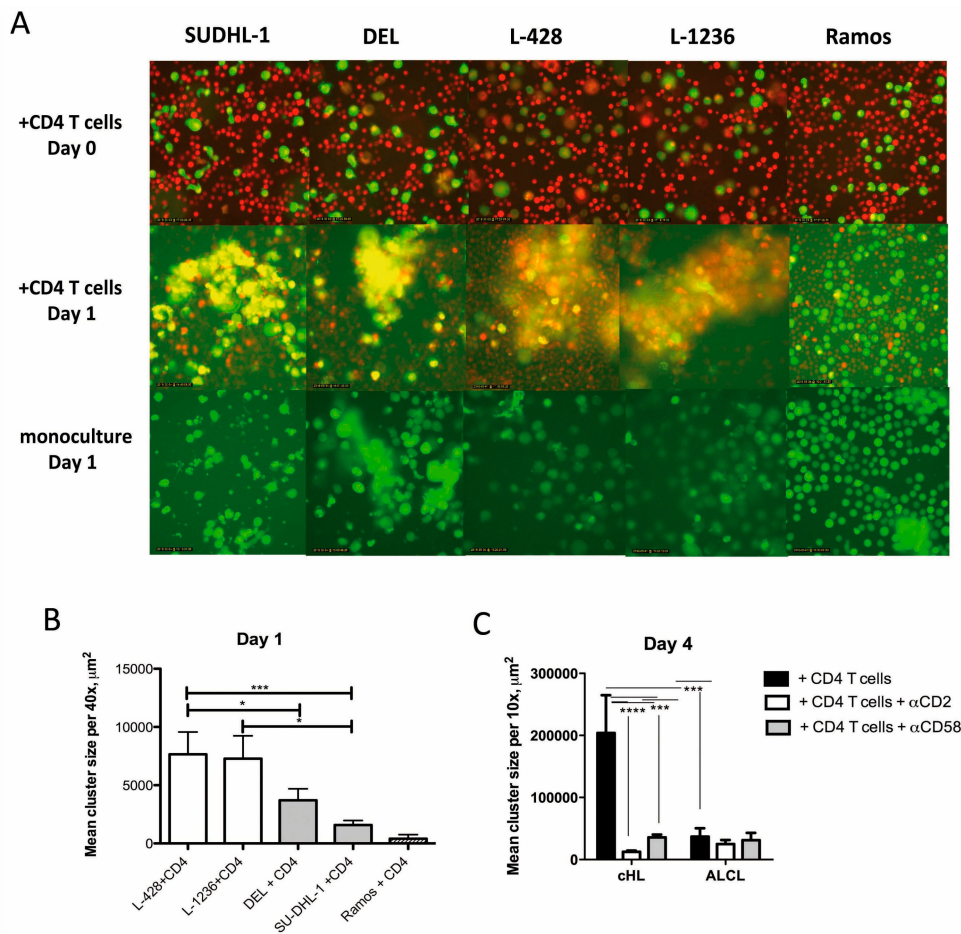 A
SUDHL-1 DEL L-428 L-1236 Ramos
+CD4 T cells
Day 0
+CD4 T cells
Day 1
monoculture
Day 1
B
Day 1
Mean cluster size per 40x, µm²
15000
10000
5000
0
***
*
*
L-428+CD4
L-1236+CD4
DEL + CD4
SU-DHL-1 +CD4
Ramos + CD4
C
Day 4
Mean cluster size per 10x, µm²
300000
200000
100000
0
****
***
***
cHL
ALCL
+ CD4 T cells
+ CD4 T cells + αCD2
+ CD4 T cells + αCD58